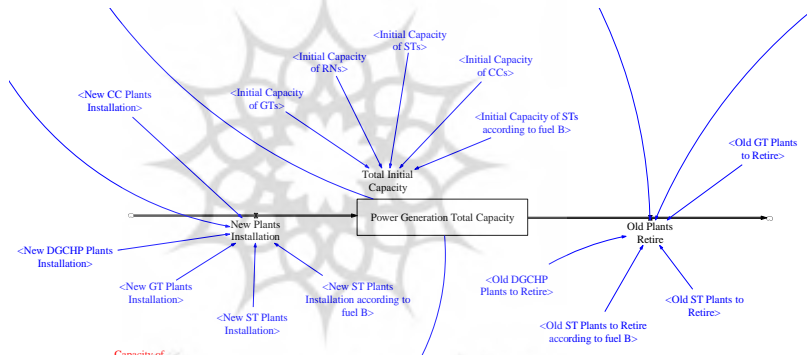 <Initial Capacity
of STs>
<Initial Capacity
of RNs>
<Initial Capacity
of CCs>
<New CC Plants
Installation>
<Initial Capacity
of GTs>
<Initial Capacity of STs
according to fuel B>
<Old GT Plants
to Retire>
Total Initial
Capacity
Power Generation Total Capacity
New Plants
Installation
Old Plants
Retire
<New DGCHP Plants
Installation>
<New GT Plants
Installation>
<New ST Plants
Installation according to
fuel B>
<New ST Plants
Installation>
<Old DGCHP
Plants to Retire>
<Old ST Plants to
Retire>
<Old ST Plants to Retire
according to fuel B>
Capacity of